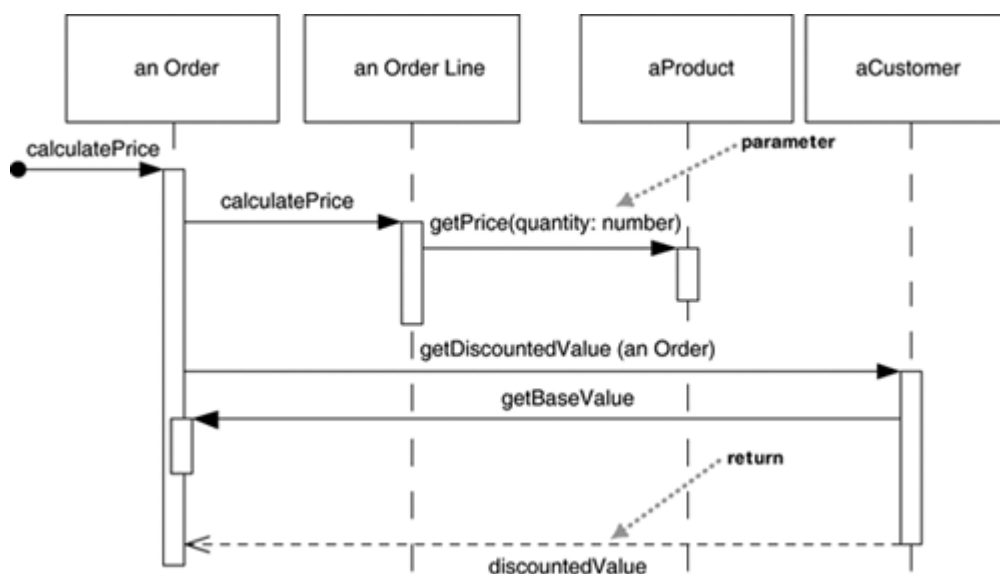 an Order
an Order Line
aProduct
aCustomer
calculatePrice
parameter
calculatePrice
getPrice(quantity: number)
getDiscountedValue (an Order)
getBaseValue
return
discountedValue